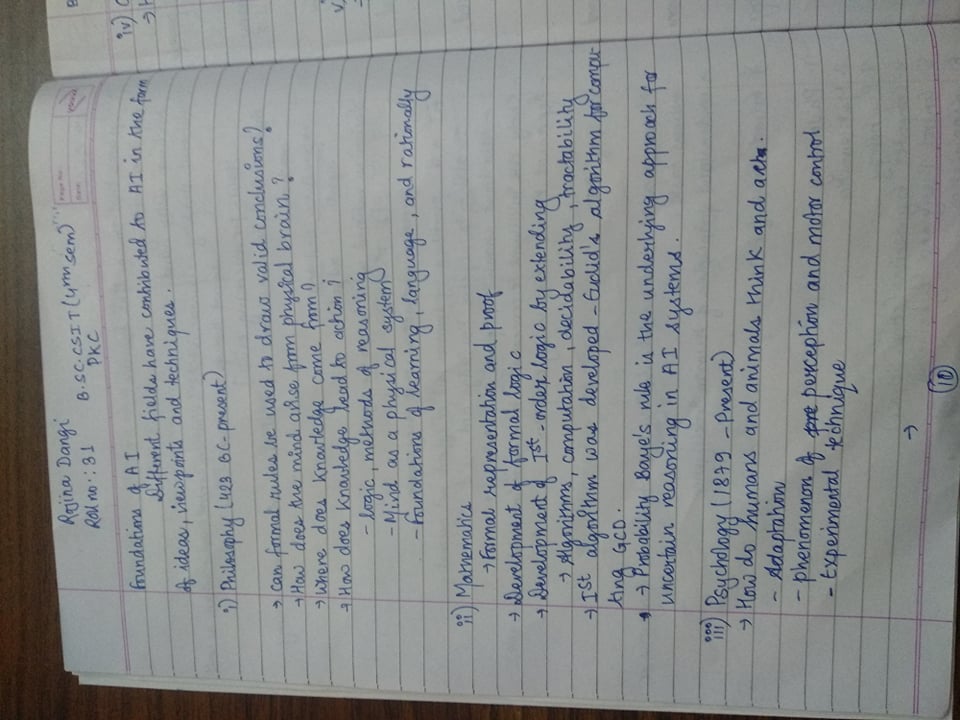 Rojina Dangi
Roll no.: 31
B.SC.CSIT (4th sem)
PKC
Page No.
Date
Foundations of AI
Different fields have contributed to AI in the form
of ideas, viewpoints and techniques.
i) Philosophy (423 BC - present)
→ Can formal rules be used to draw valid conclusions?
→ How does the mind arise from physical brain?
→ Where does knowledge come from?
→ How does knowledge lead to action?
- logic, methods of reasoning
- Mind as a physical system
- Foundations of learning, language, and rationally
ii) Mathematics
→ Formal representation and proof
→ Development of formal logic
→ Development of Ist-order logic by extending
→ Algorithms, computation, decidability, tractability
→ Ist algorithm was developed - Euclid's algorithm for compu-
ting GCD.
→ Probability Baye's rule is the underlying approach for
uncertain reasoning in AI systems.
iii) Psychology (1879 - Present)
→ How do humans and animals think and act.
- Adaptation
- phenomenon of perception and motor control
- Experimental technique
→
10
iv)
→
v)